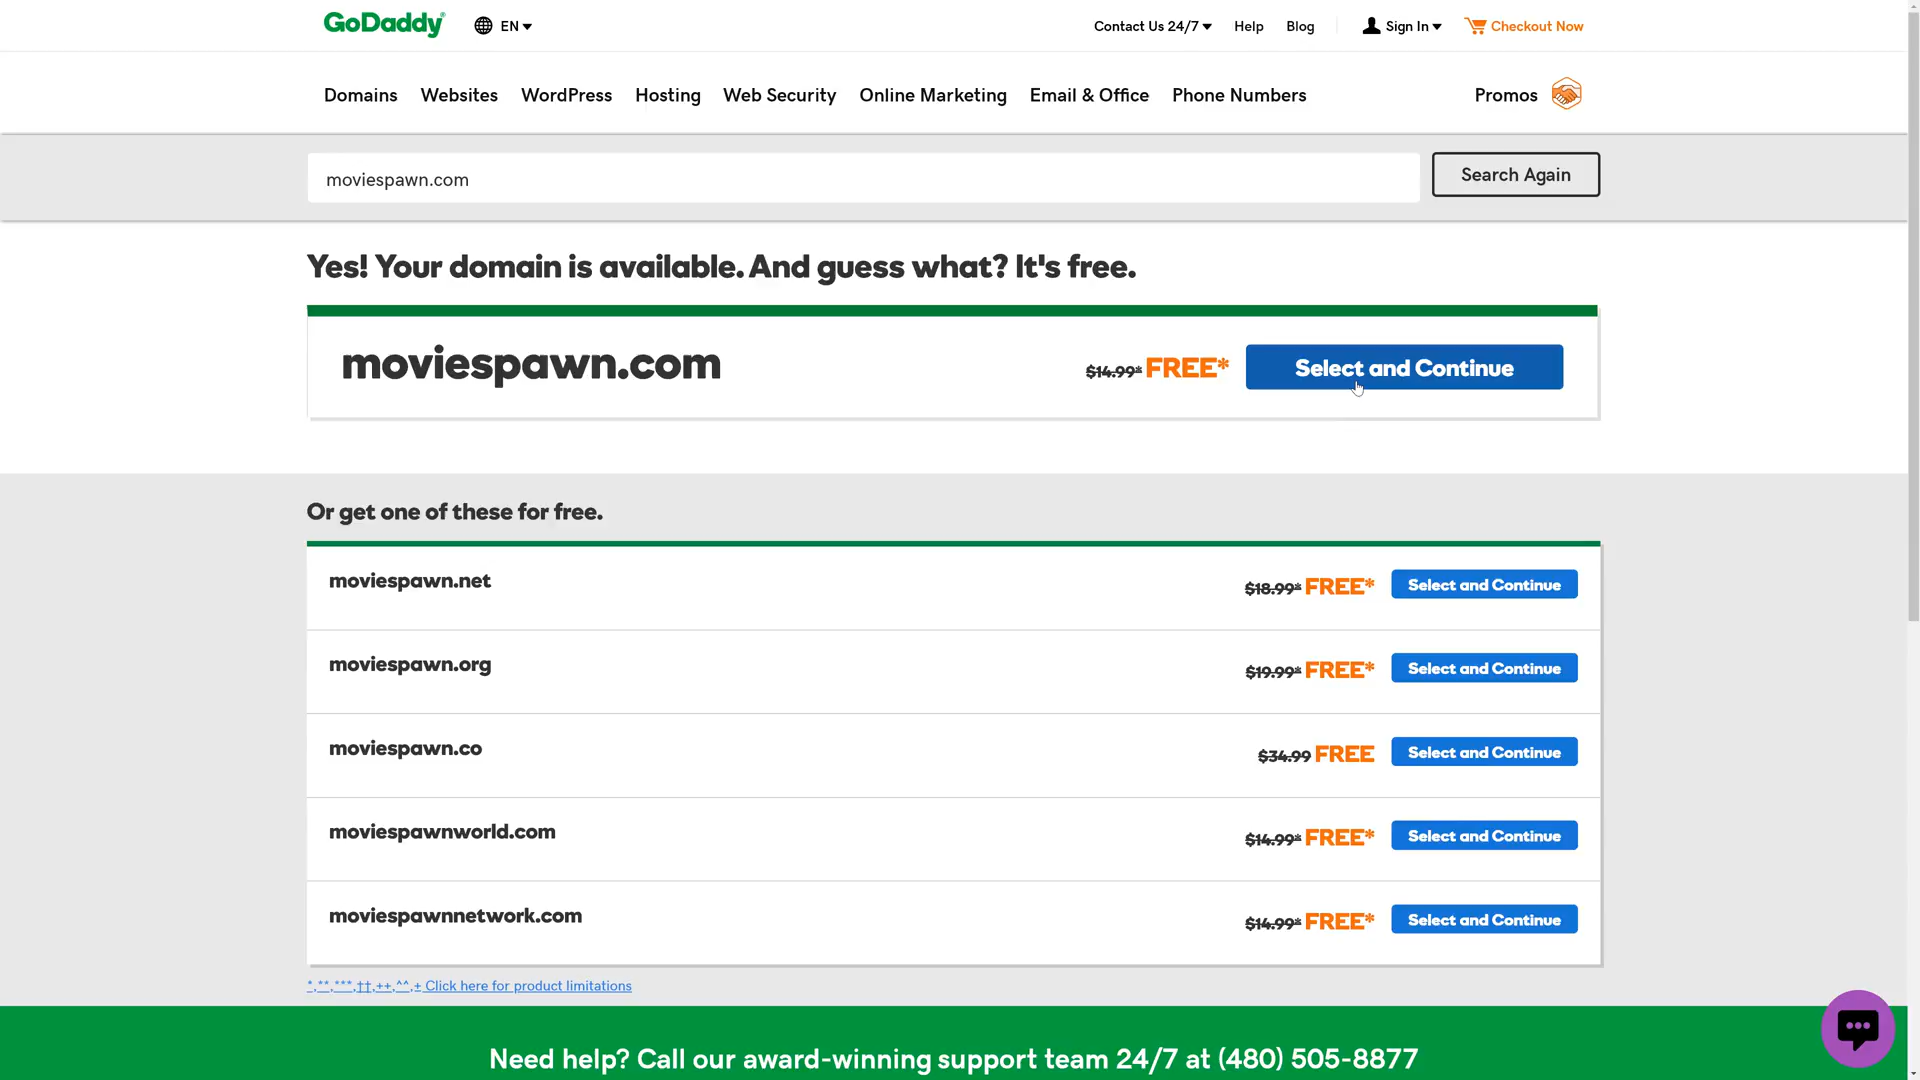 GoDaddy EN Contact Us 24/7 Help Blog Sign In Checkout Now
Domains Websites WordPress Hosting Web Security Online Marketing Email & Office Phone Numbers Promos
moviespawn.com Search Again
Yes! Your domain is available. And guess what? It's free.
moviespawn.com $14.99* FREE* Select and Continue
Or get one of these for free.
moviespawn.net $18.99* FREE* Select and Continue
moviespawn.org $19.99* FREE* Select and Continue
moviespawn.co $34.99 FREE Select and Continue
moviespawnworld.com $14.99* FREE* Select and Continue
moviespawnnetwork.com $14.99* FREE* Select and Continue
*,**,***,‡‡,++,^^,± Click here for product limitations
Need help? Call our award-winning support team 24/7 at (480) 505-8877